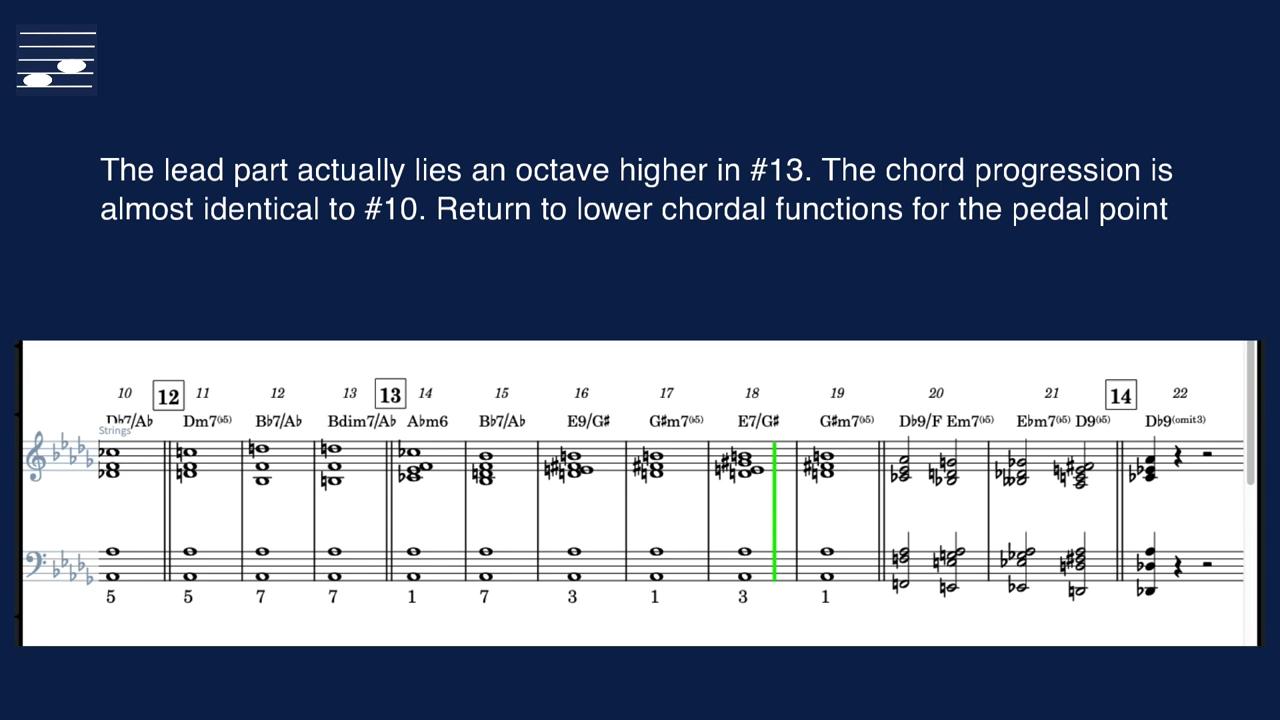 The lead part actually lies an octave higher in #13. The chord progression is
almost identical to #10. Return to lower chordal functions for the pedal point
10 12 11 12 13 13 14 15 16 17 18 19 20 21 14 22
Db7/Ab Dm7(b5) Bb7/Ab Bdim7/Ab Abm6 Bb7/Ab E9/G# G#m7(b5) E7/G# G#m7(b5) Db9/F Em7(b5) Ebm7(b5) D9(b5) Db9(omit3)
Strings
5 5 7 7 1 7 3 1 3 1